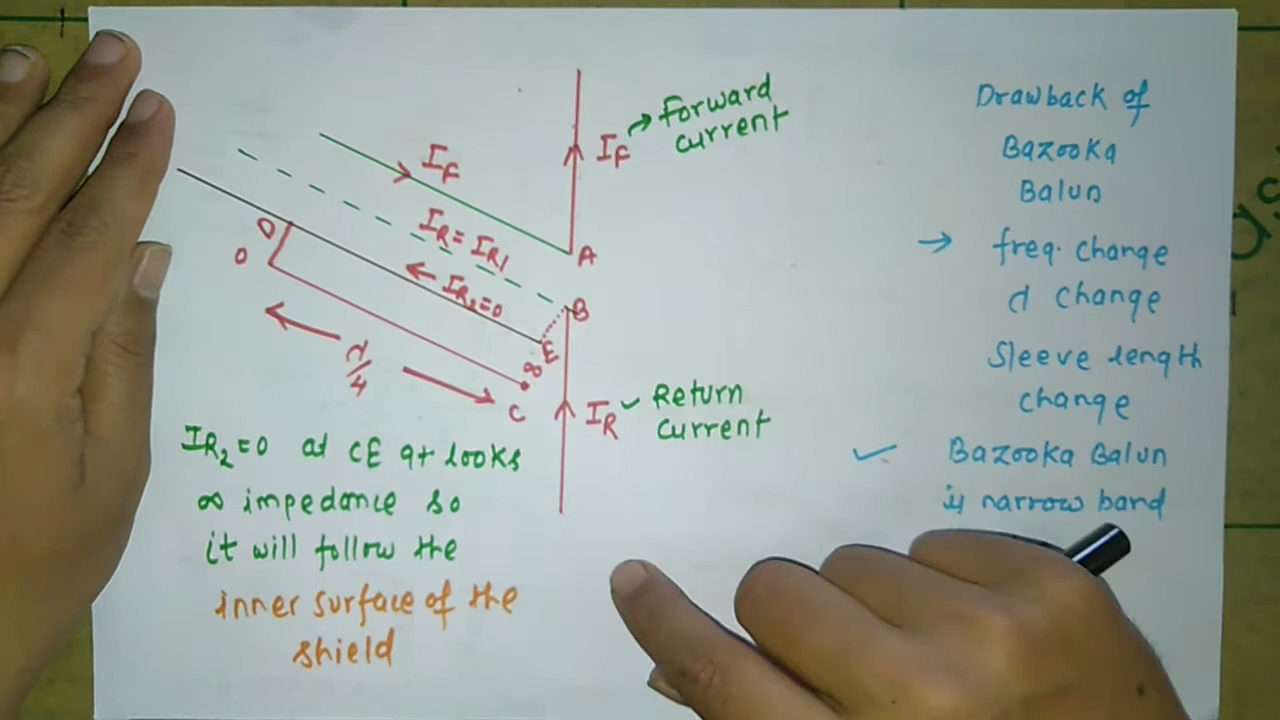 IF → Forward
current
IF
A
IR = IR1
IR2=0
B
E
D
0
∞
C
λ/4
IR Return
current
IR2=0 at CE 9t looks
∞ impedance so
it will follow the
inner surface of the
shield
Drawback of
Bazooka
Balun
→ freq. change
λ change
Sleeve length
change
✓ Bazooka Balun
is narrow band